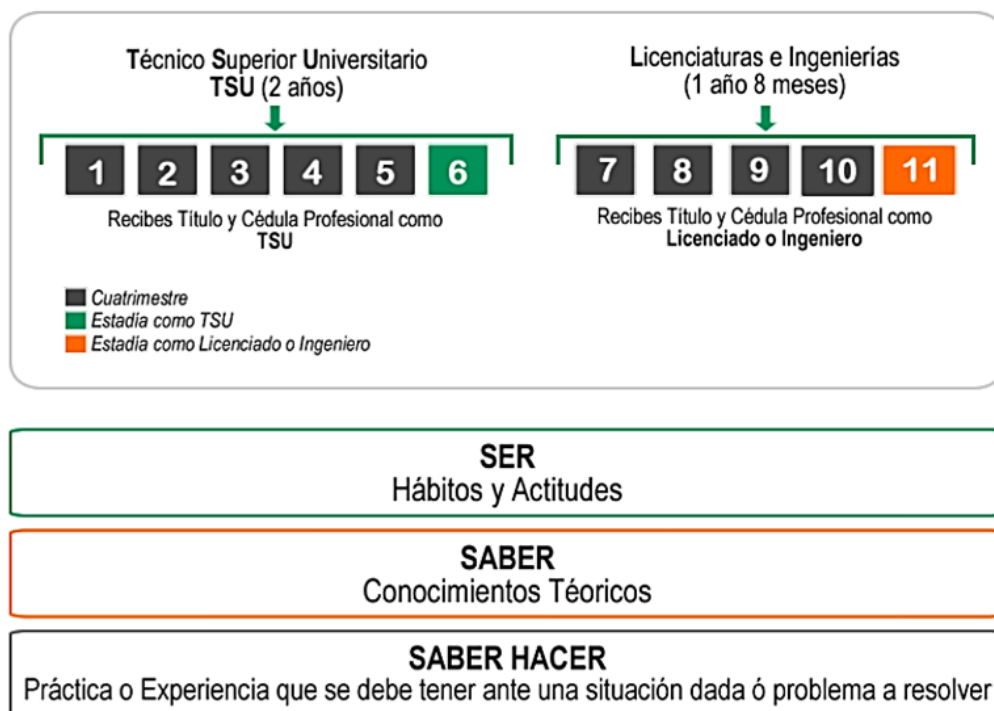 Técnico Superior Universitario
TSU (2 años)
1 2 3 4 5 6
Recibes Título y Cédula Profesional como
TSU
Licenciaturas e Ingenierías
(1 año 8 meses)
7 8 9 10 11
Recibes Título y Cédula Profesional como
Licenciado o Ingeniero
Cuatrimestre
Estadía como TSU
Estadía como Licenciado o Ingeniero
SER
Hábitos y Actitudes
SABER
Conocimientos Téoricos
SABER HACER
Práctica o Experiencia que se debe tener ante una situación dada ó problema a resolver